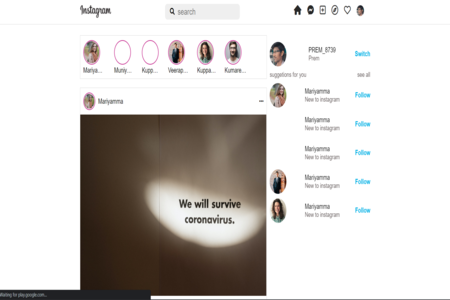 Instagram
search
Mariya...
Muniy...
Kupp...
Veerap...
Kuppa...
Kumare...
Mariyamma
We will survive
coronavirus.
PREM_8739
Prem
Switch
suggetions for you
see all
Mariyamma
New to instagram
Follow
Mariyamma
New to instagram
Follow
Mariyamma
New to instagram
Follow
Mariyamma
New to instagram
Follow
Mariyamma
New to instagram
Follow
Waiting for play.google.com...